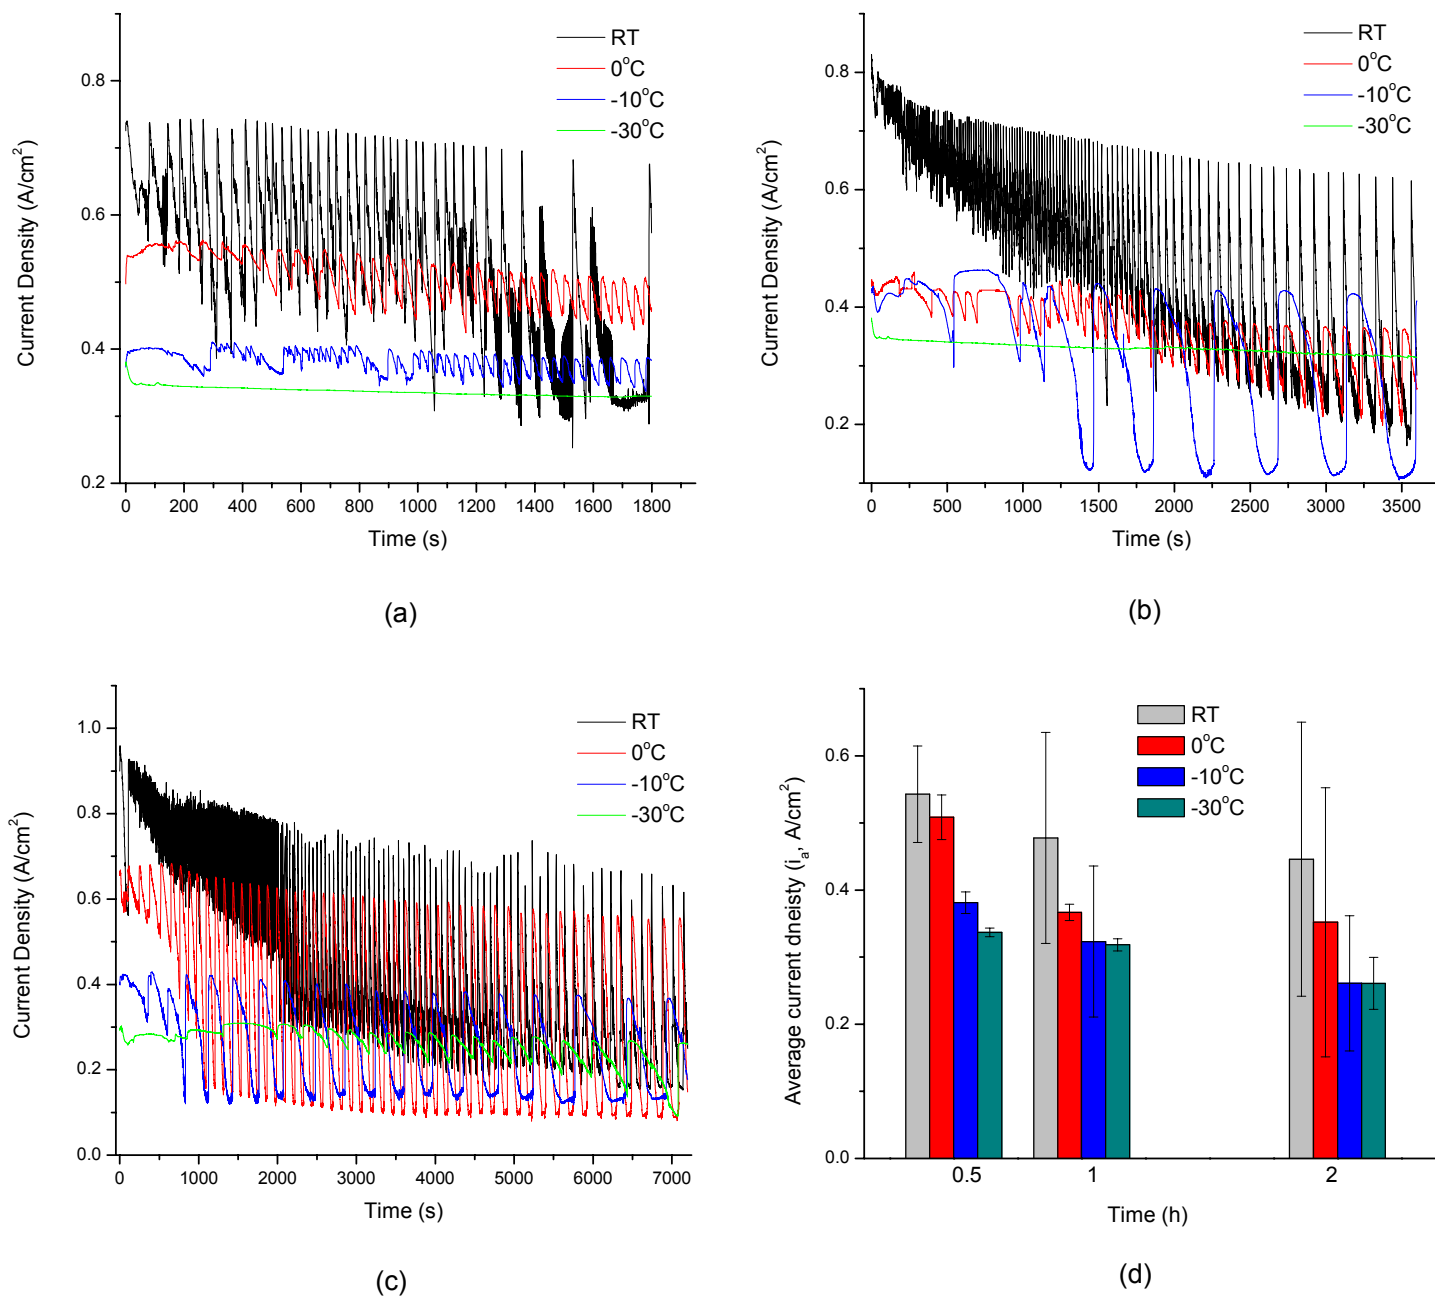 RT
0°C
-10°C
-30°C
0.8
0.6
0.4
0.2
Current Density (A/cm²)
0 200 400 600 800 1000 1200 1400 1600 1800
Time (s)
(a)
RT
0°C
-10°C
-30°C
0.8
0.6
0.4
0.2
Current Density (A/cm²)
0 500 1000 1500 2000 2500 3000 3500
Time (s)
(b)
RT
0°C
-10°C
-30°C
1.0
0.8
0.6
0.4
0.2
0.0
Current Density (A/cm²)
0 1000 2000 3000 4000 5000 6000 7000
Time (s)
(c)
RT
0°C
-10°C
-30°C
0.6
0.4
0.2
0.0
Average current dneisty (iₐ, A/cm²)
0.5 1 2
Time (h)
(d)